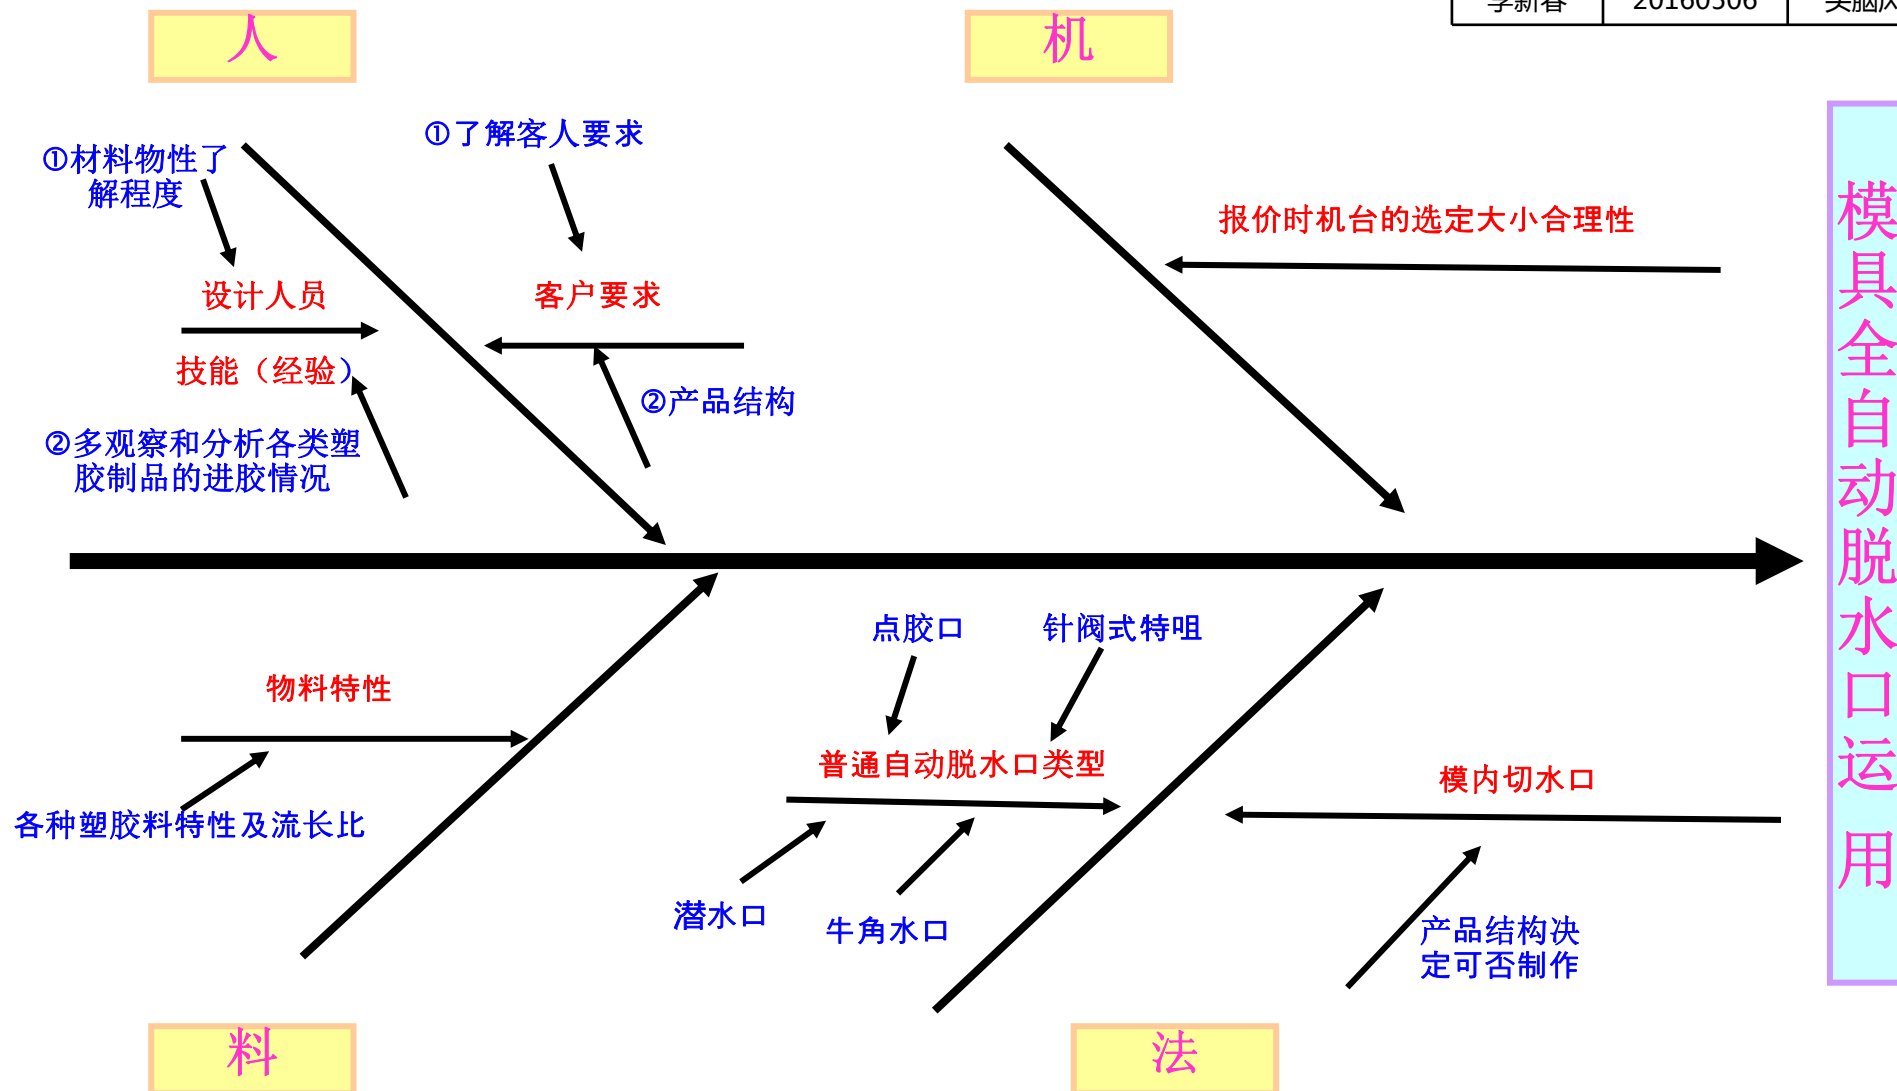 20160506
人
机
①了解客人要求
①材料物性了
解程度
报价时机台的选定大小合理性
设计人员
客户要求
技能（经验）
②产品结构
②多观察和分析各类塑
胶制品的进胶情况
模具全自动脱水口运用
点胶口
针阀式特咀
物料特性
普通自动脱水口类型
模内切水口
各种塑胶料特性及流长比
潜水口
牛角水口
产品结构决
定可否制作
料
法